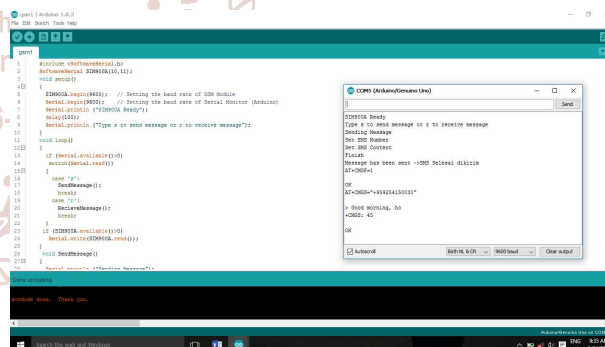 gsm1 | Arduino 1.8.3
File Edit Sketch Tools Help
gsm1
1 #include <SoftwareSerial.h>
2 SoftwareSerial SIM900A(10,11);
3 void setup()
4 {
5 SIM900A.begin(9600); // Setting the baud rate of GSM Module
6 Serial.begin(9600); // Setting the baud rate of Serial Monitor (Arduino)
7 Serial.println ("SIM900A Ready");
8 delay(100);
9 Serial.println ("Type s to send message or r to receive message");
10 }
11 void loop()
12 {
13 if (Serial.available()>0)
14 switch(Serial.read())
15 {
16 case 's':
17 SendMessage();
18 break;
19 case 'r':
20 RecieveMessage();
21 break;
22 }
23 if (SIM900A.available()>0)
24 Serial.write(SIM900A.read());
25 }
26 void SendMessage()
27 {
28 Serial.println ("Sending Message");
COM5 (Arduino/Genuino Uno)
Send
SIM900A Ready
Type s to send message or r to receive message
Sending Message
Set SMS Number
Set SMS Content
Finish
Message has been sent ->SMS Selesai dikirim
AT+CMGF=1
OK
AT+CMGS="+959254150030"
> Good morning, ho
+CMGS: 43
OK
Autoscroll
Both NL & CR
9600 baud
Clear output
Done uploading.
avrdude done. Thank you.
Arduino/Genuino Uno on COM
Search the web and Windows
ENG
9:35 AM